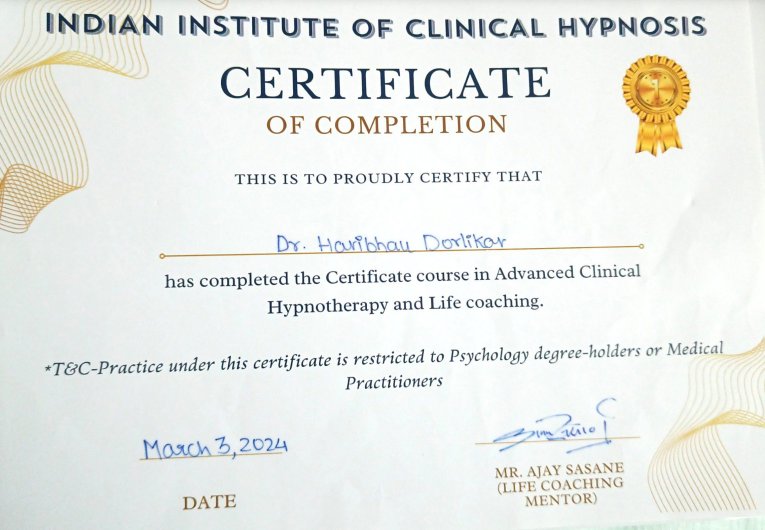 INDIAN INSTITUTE OF CLINICAL HYPNOSIS
CERTIFICATE
OF COMPLETION
1
THIS IS TO PROUDLY CERTIFY THAT
Dr. Haribhau Dorlikar
has completed the Certificate course in Advanced Clinical
Hypnotherapy and Life coaching.
*T&C-Practice under this certificate is restricted to Psychology degree-holders or Medical
Practitioners
March 3, 2024
DATE
MR. AJAY SASANE
(LIFE COACHING
MENTOR)